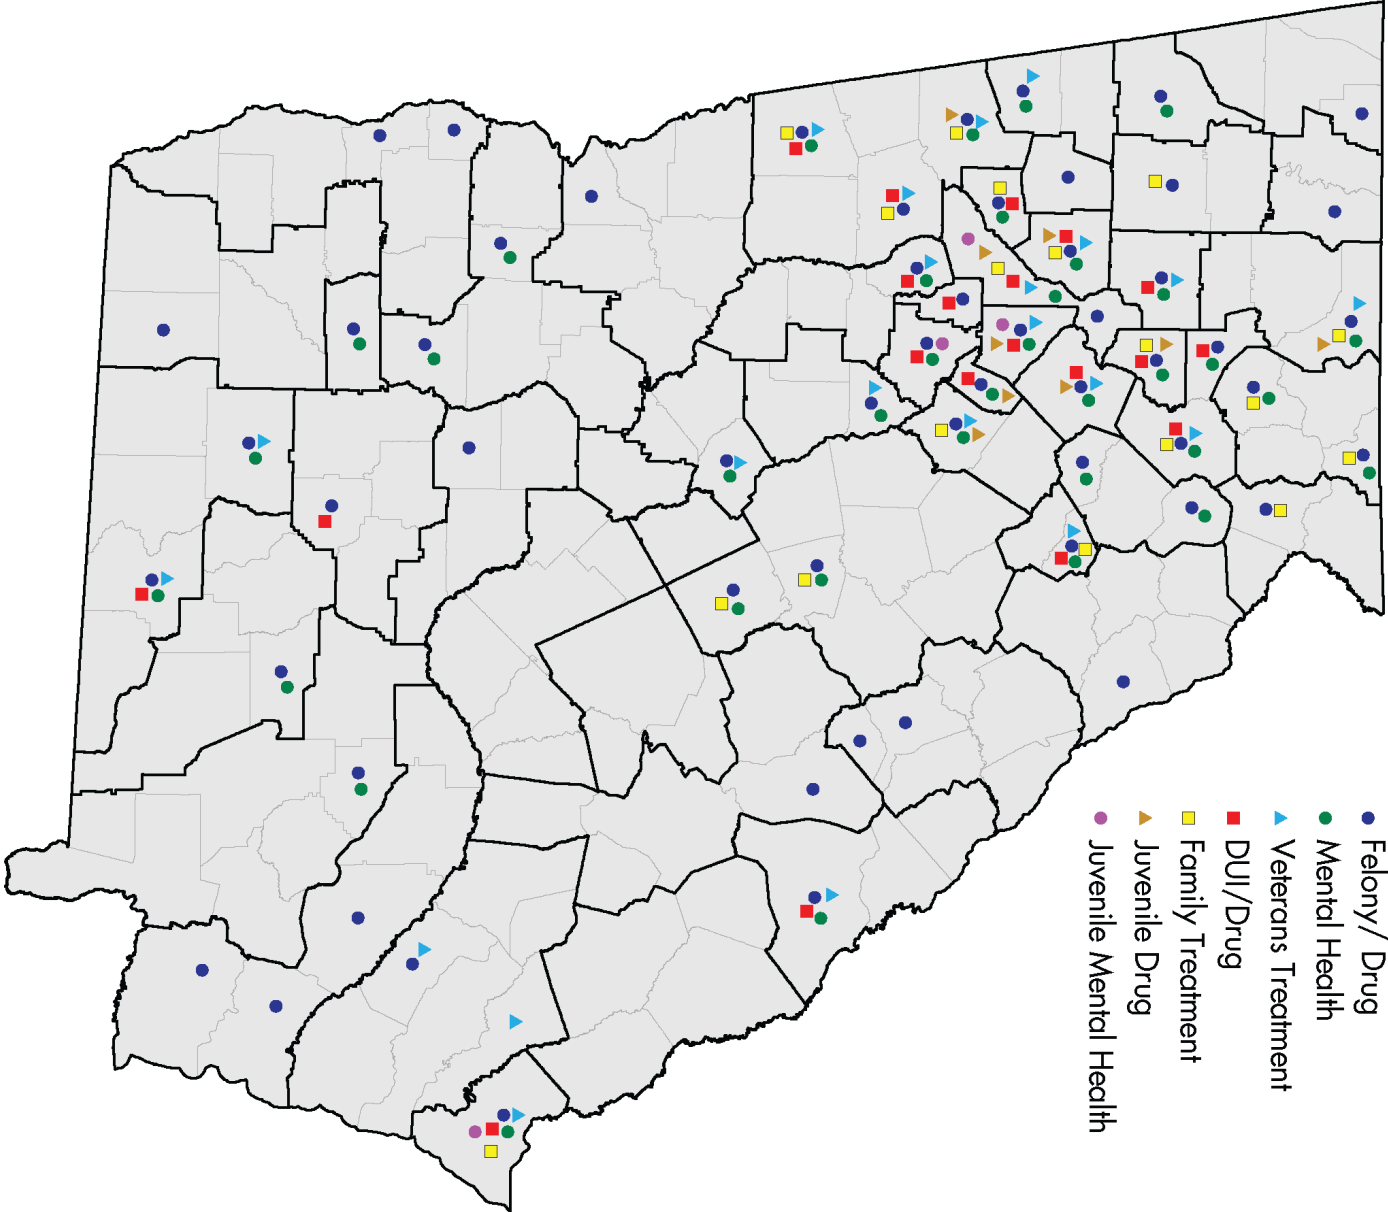 Felony/ Drug
Mental Health
Veterans Treatment
DUI/Drug
Family Treatment
Juvenile Drug
Juvenile Mental Health